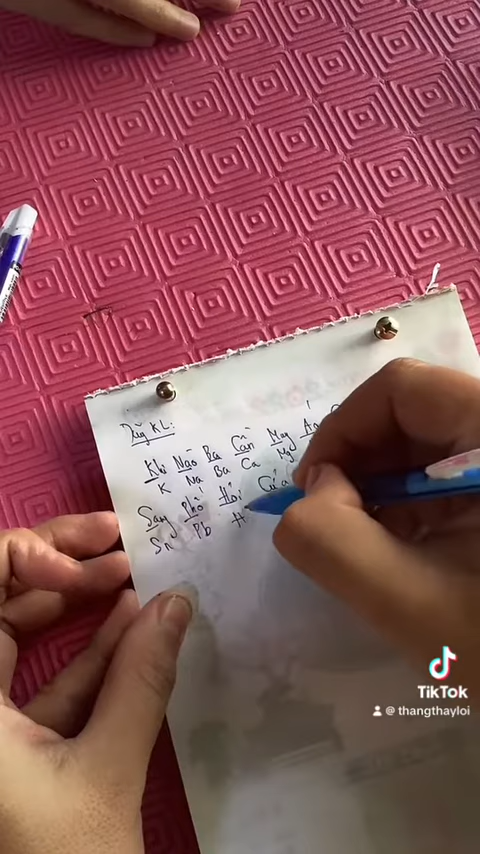 Dãy KL:
Khi Nào Ba Cần May Áo
K Na Ba Ca Mg
Sang Phố Hỏi Cửa
Sn Pb H
TikTok
@ thangthayloi